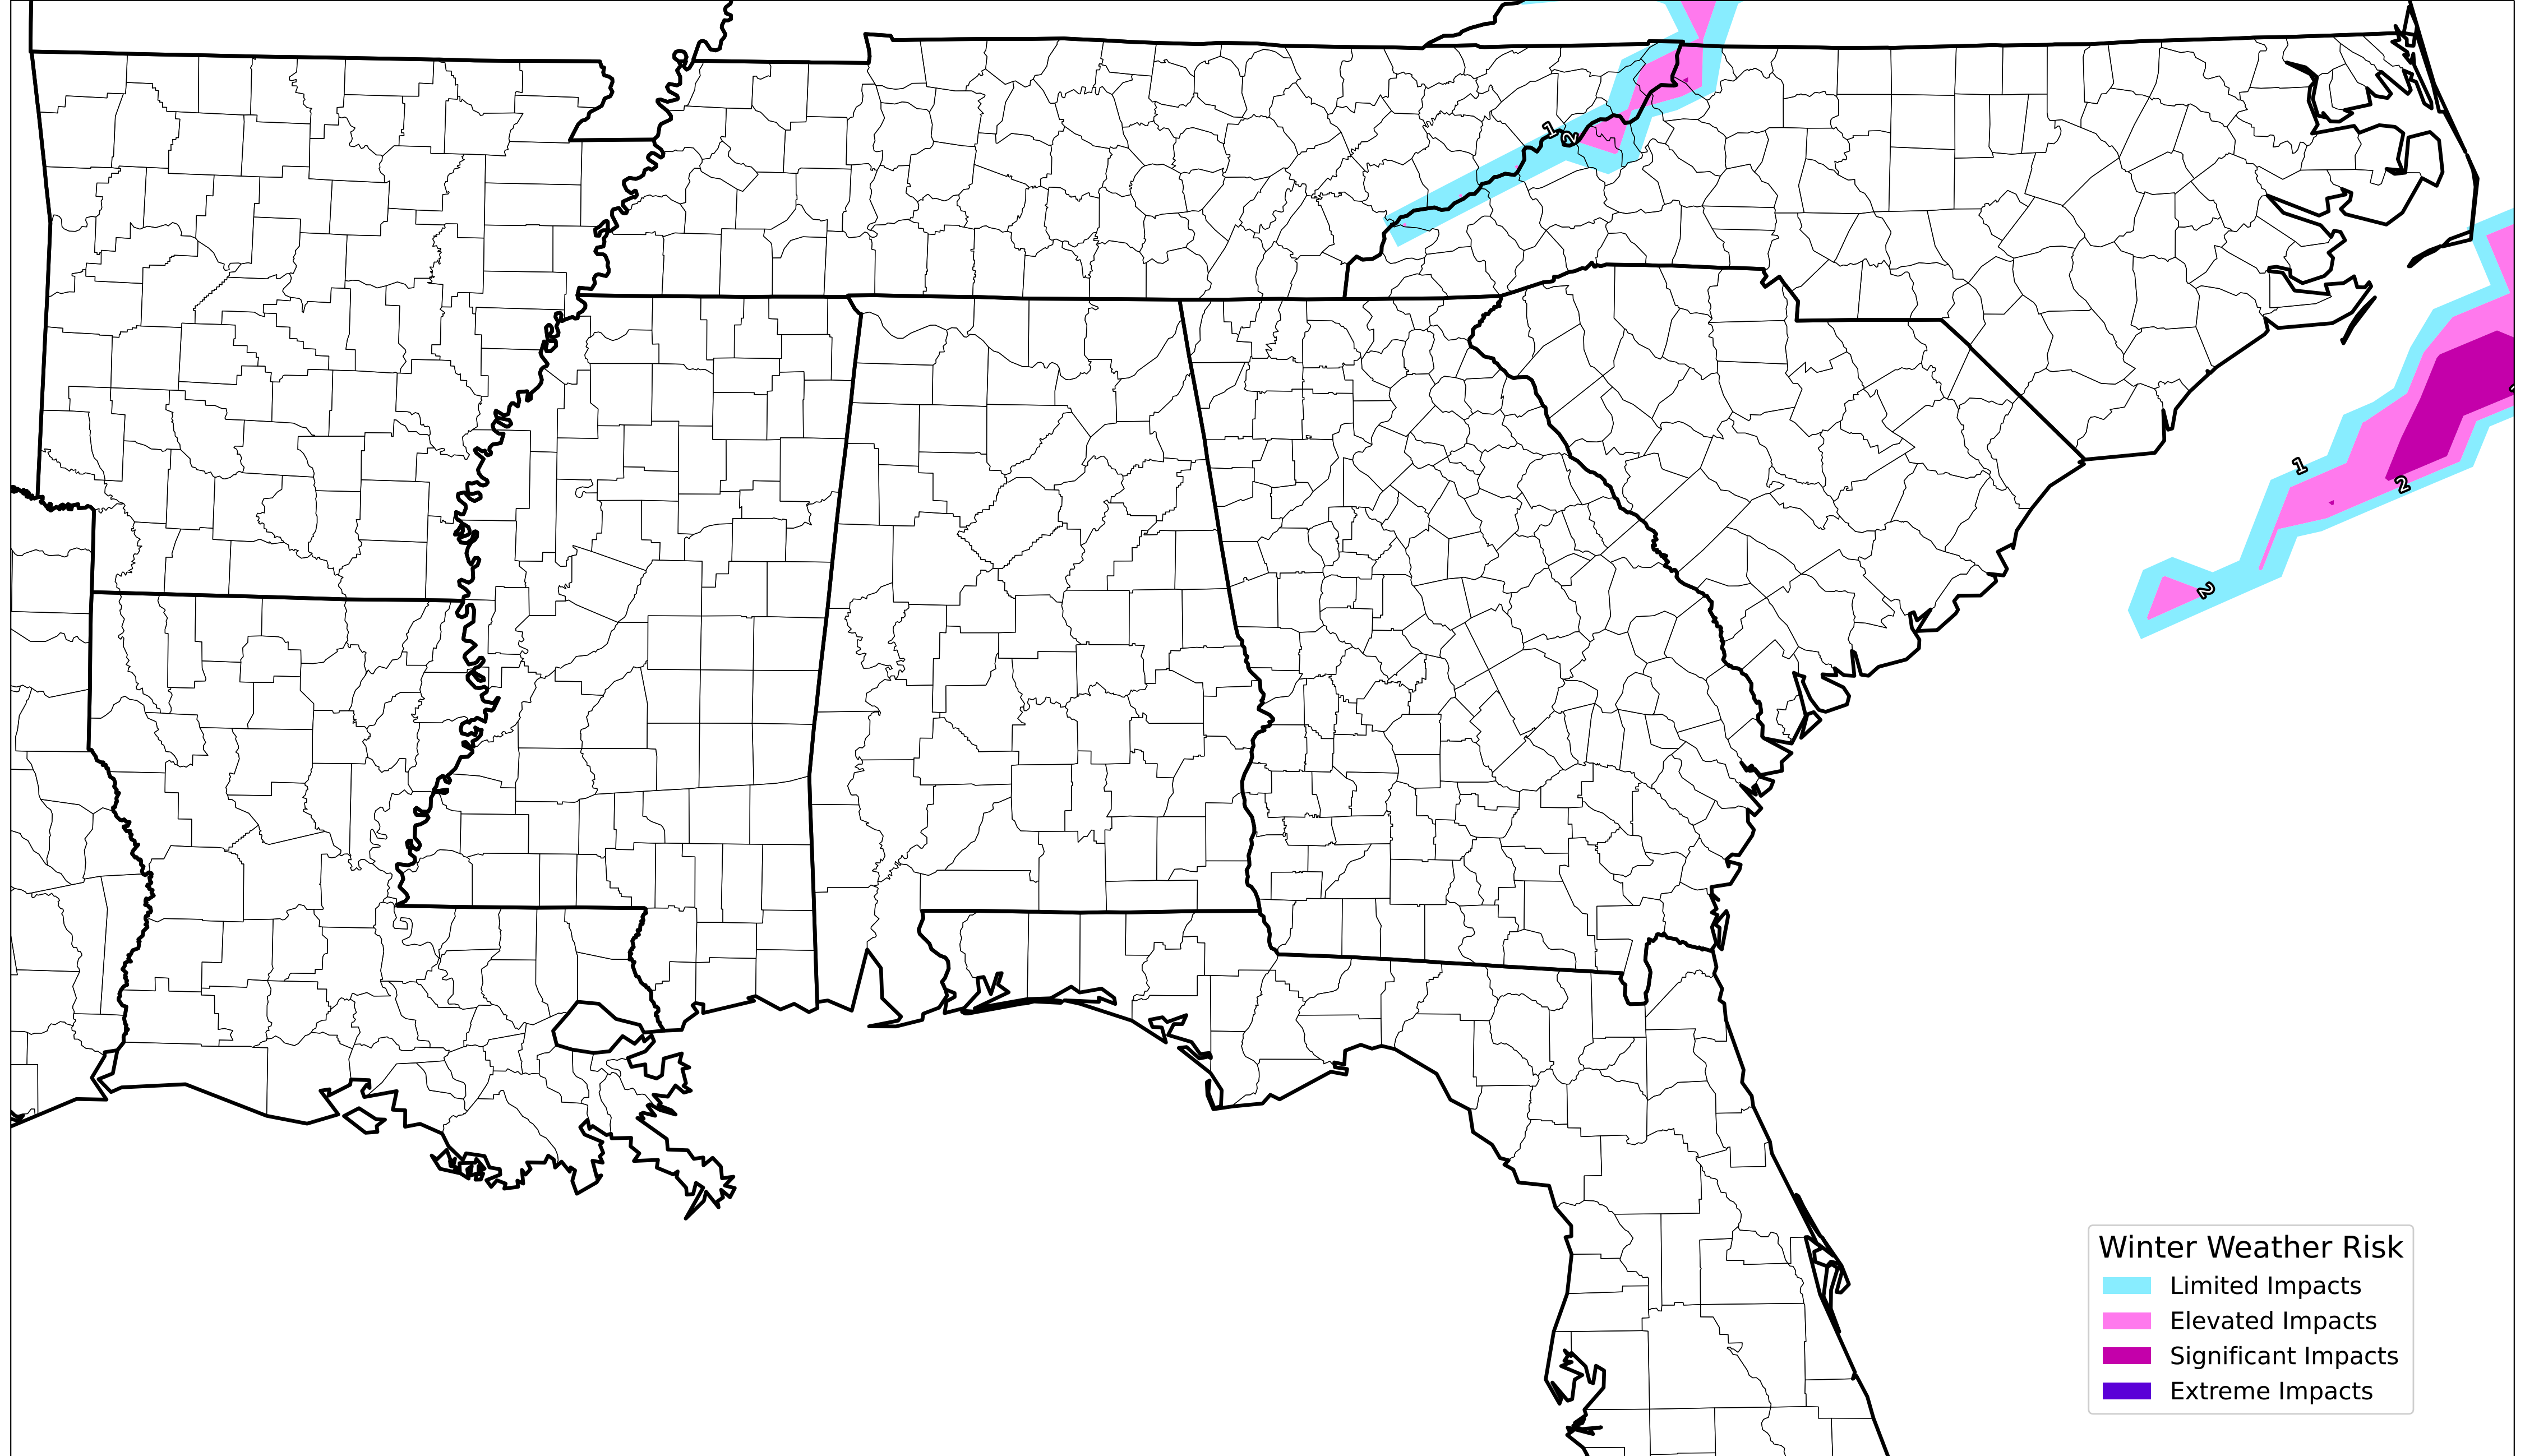 1
2
1
2
2
Winter Weather Risk
Limited Impacts
Elevated Impacts
Significant Impacts
Extreme Impacts